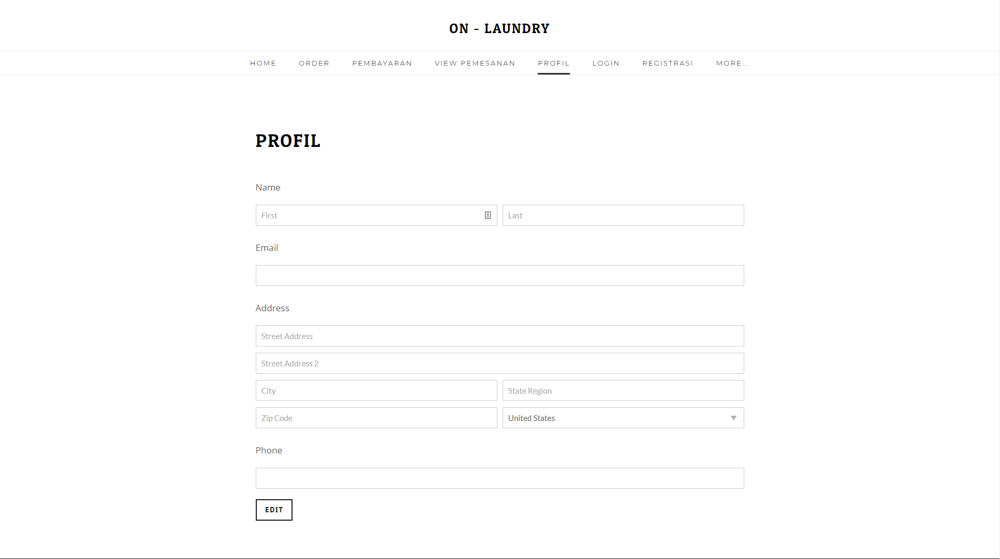 ON - LAUNDRY
HOME ORDER PEMBAYARAN VIEW PEMESANAN PROFIL LOGIN REGISTRASI MORE...
PROFIL
Name
First Last
Email
Address
Street Address
Street Address 2
City State Region
Zip Code United States
Phone
EDIT